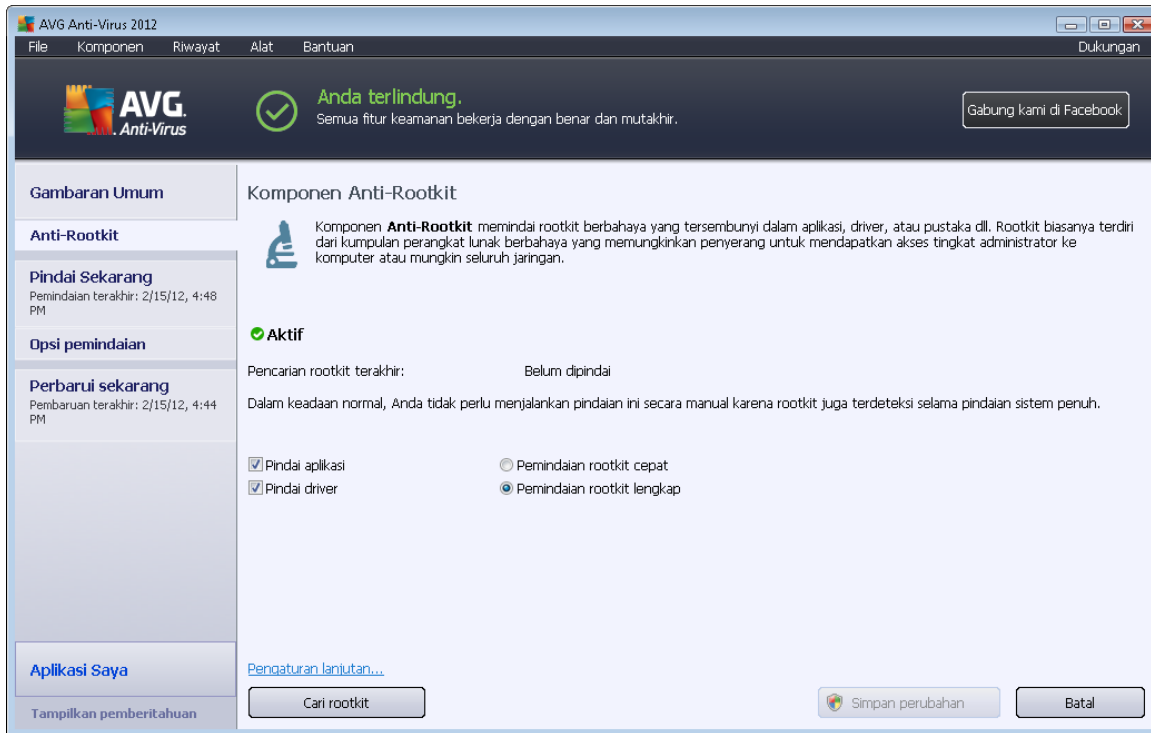 AVG Anti-Virus 2012
File Komponen Riwayat Alat Bantuan Dukungan
AVG.
Anti-Virus
Anda terlindung.
Semua fitur keamanan bekerja dengan benar dan mutakhir.
Gabung kami di Facebook
Gambaran Umum
Anti-Rootkit
Pindai Sekarang
Pemindaian terakhir: 2/15/12, 4:48
PM
Opsi pemindaian
Perbarui sekarang
Pembaruan terakhir: 2/15/12, 4:44
PM
Aplikasi Saya
Tampilkan pemberitahuan
Komponen Anti-Rootkit
Komponen Anti-Rootkit memindai rootkit berbahaya yang tersembunyi dalam aplikasi, driver, atau pustaka dll. Rootkit biasanya terdiri
dari kumpulan perangkat lunak berbahaya yang memungkinkan penyerang untuk mendapatkan akses tingkat administrator ke
komputer atau mungkin seluruh jaringan.
Aktif
Pencarian rootkit terakhir: Belum dipindai
Dalam keadaan normal, Anda tidak perlu menjalankan pindaian ini secara manual karena rootkit juga terdeteksi selama pindaian sistem penuh.
Pindai aplikasi Pemindaian rootkit cepat
Pindai driver Pemindaian rootkit lengkap
Pengaturan lanjutan...
Cari rootkit Simpan perubahan Batal